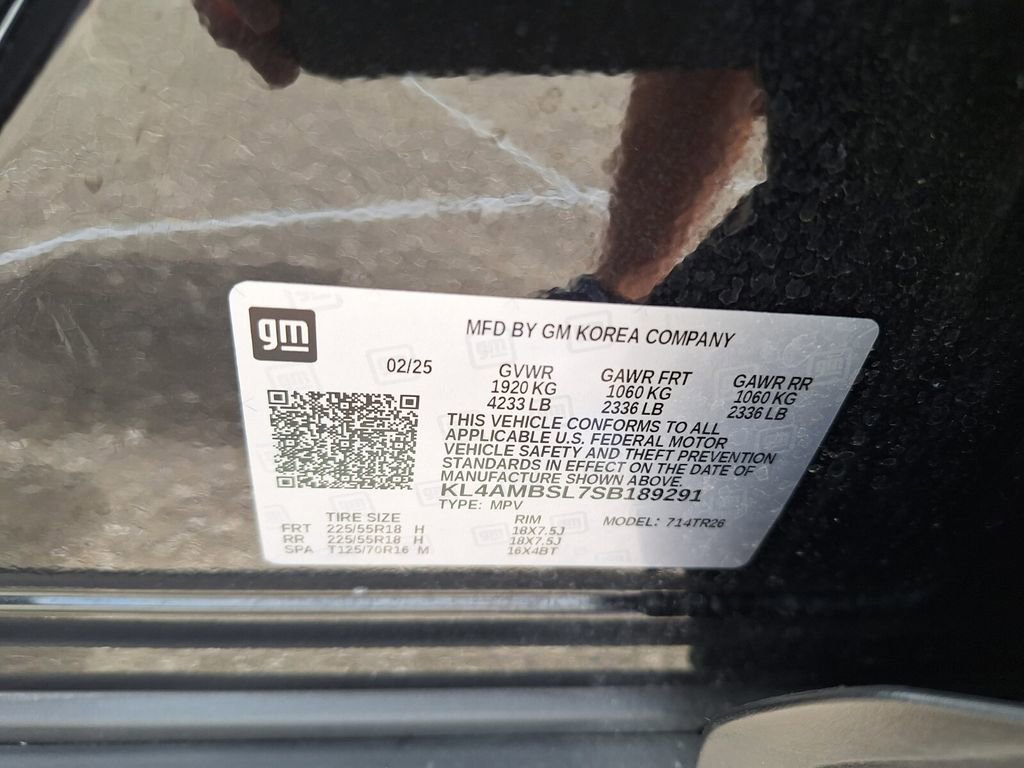 gm
MFD BY GM KOREA COMPANY
02/25
GVWR GAWR FRT GAWR RR
1920 KG 1060 KG 1060 KG
4233 LB 2336 LB 2336 LB
THIS VEHICLE CONFORMS TO ALL
APPLICABLE U.S. FEDERAL MOTOR
VEHICLE SAFETY AND THEFT PREVENTION
STANDARDS IN EFFECT ON THE DATE OF
MANUFACTURE SHOWN ABOVE.
KL4AMBSL7SB189291
TYPE: MPV
TIRE SIZE RIM MODEL: 714TR26
FRT 225/55R18 H 18X7.5J
RR 225/55R18 H 18X7.5J
SPA T125/70R16 M 16X4BT